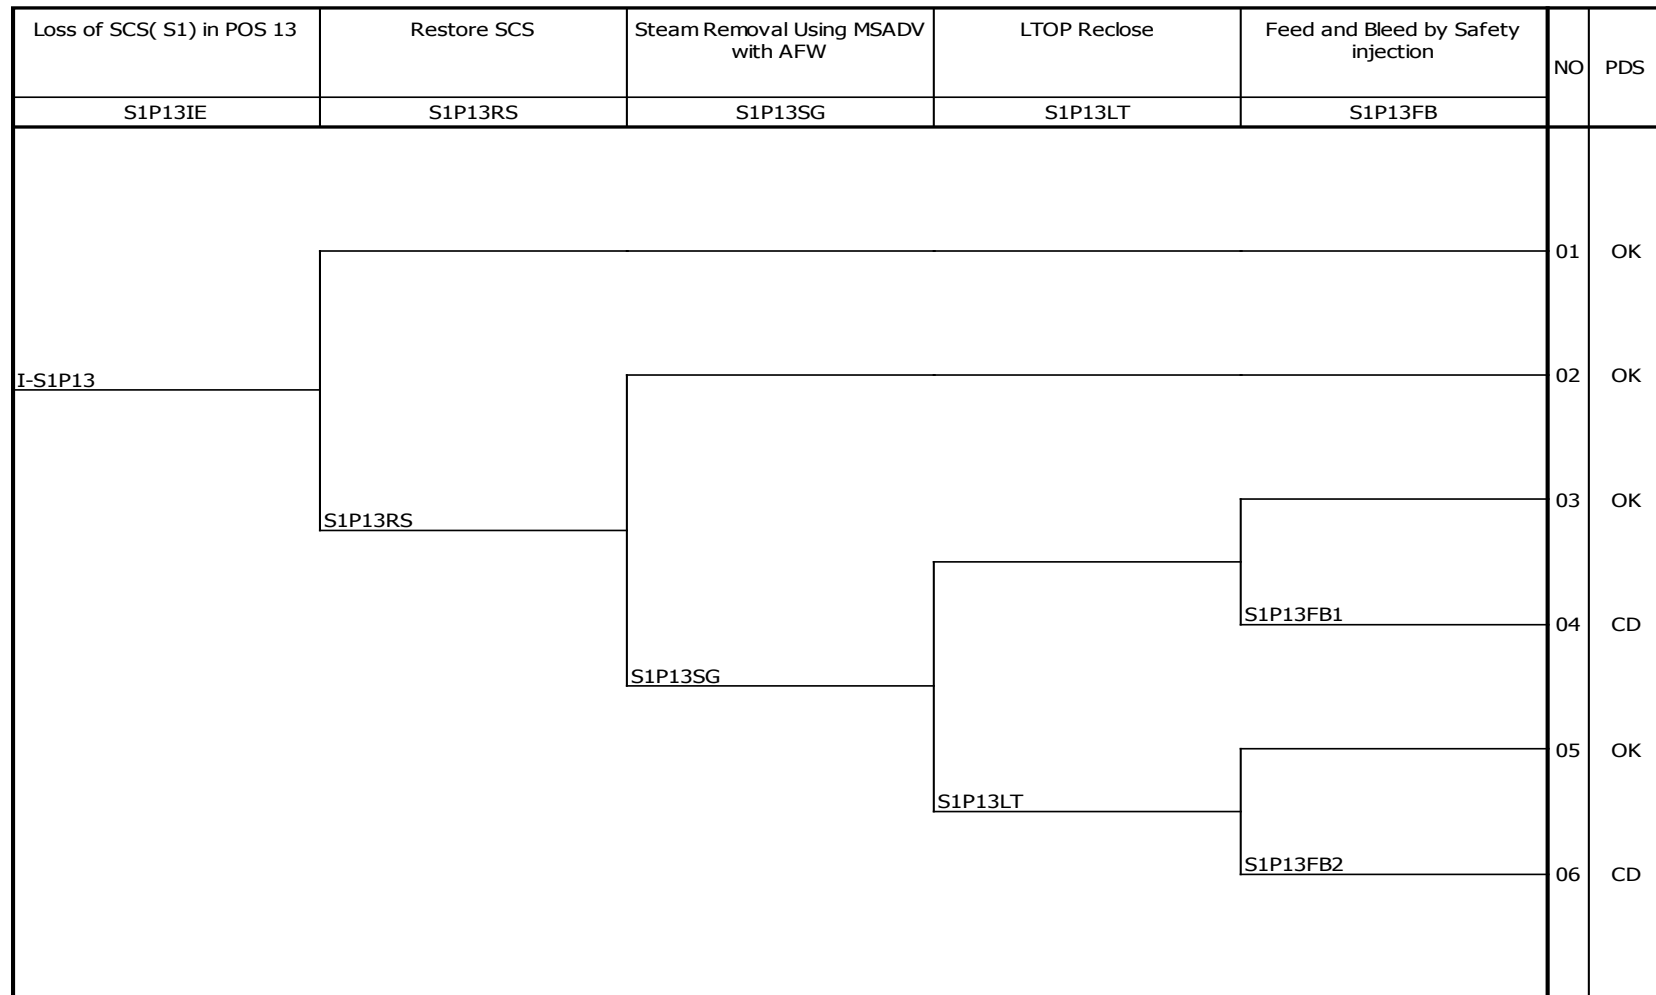 Loss of SCS( S1) in POS 13
Restore SCS
Steam Removal Using MSADV
with AFW
LTOP Reclose
Feed and Bleed by Safety
injection
NO
PDS
S1P13IE
S1P13RS
S1P13SG
S1P13LT
S1P13FB
01 OK
I-S1P13
02 OK
03 OK
S1P13RS
S1P13FB1
04 CD
S1P13SG
05 OK
S1P13LT
S1P13FB2
06 CD